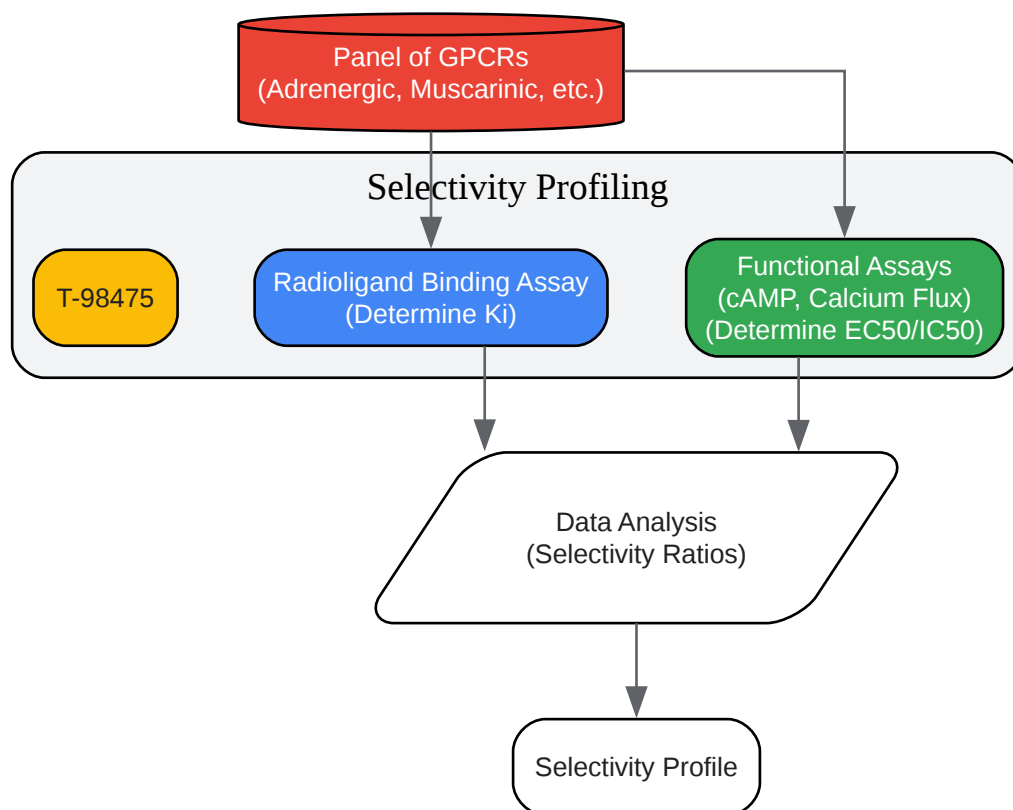 Panel of GPCRs
(Adrenergic, Muscarinic, etc.)
Selectivity Profiling
T-98475
Radioligand Binding Assay
(Determine Ki)
Functional Assays
(cAMP, Calcium Flux)
(Determine EC50/IC50)
Data Analysis
(Selectivity Ratios)
Selectivity Profile